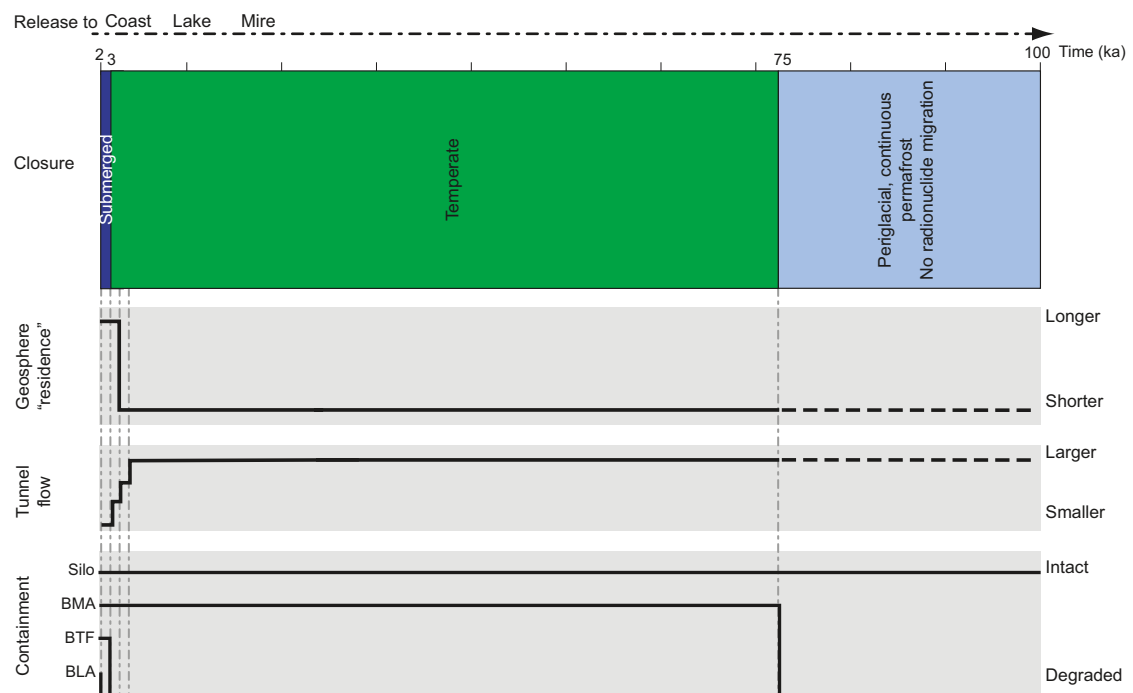 Release to Coast Lake Mire
2 3 75 100 Time (ka)
Closure
Submerged
Temperate
Periglacial, continuous
permafrost
No radionuclide migration
Geosphere
“residence”
Longer
Shorter
Tunnel
flow
Larger
Smaller
Containment
Silo
BMA
BTF
BLA
Intact
Degraded